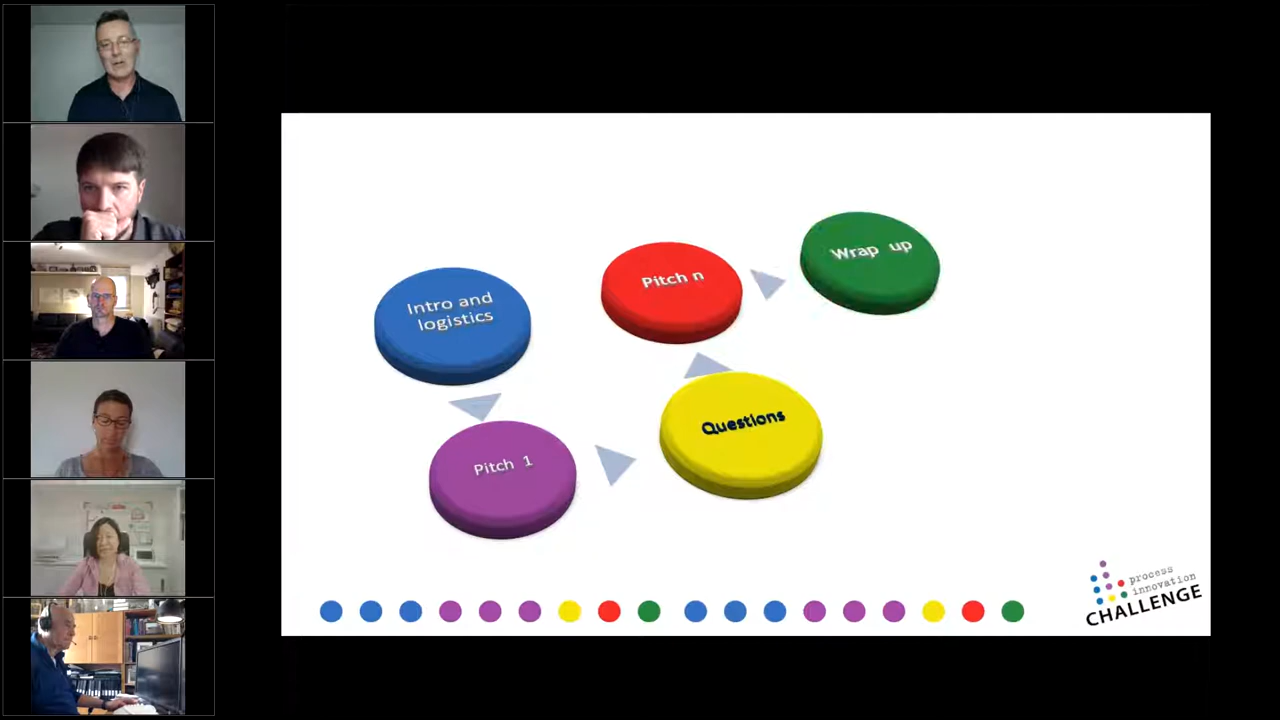 Intro and
logistics
Pitch 1
Questions
Pitch n
Wrap up
process
innovation
CHALLENGE